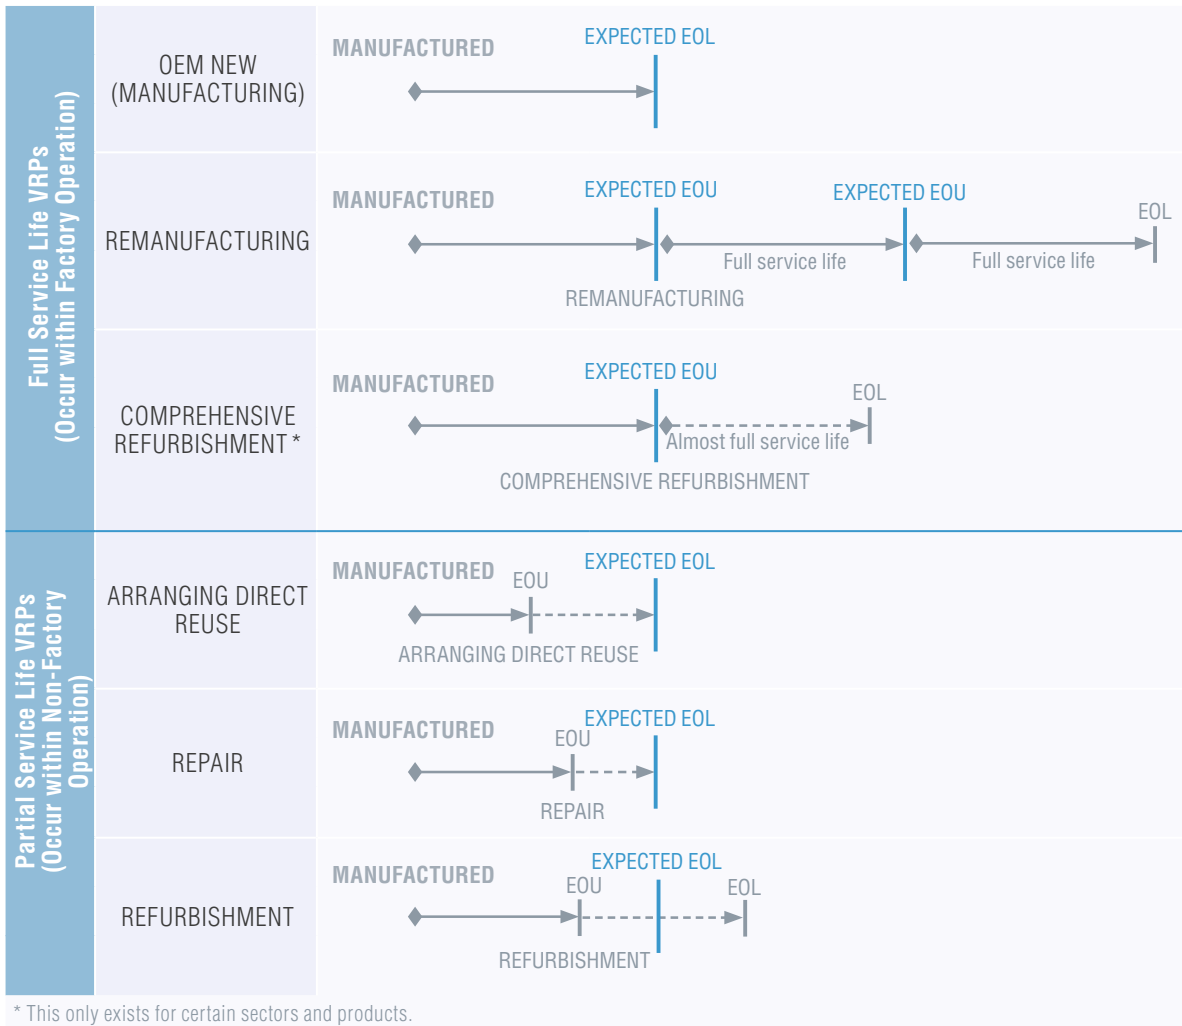 Full Service Life VRPs
(Occur within Factory Operation)
OEM NEW
(MANUFACTURING)
MANUFACTURED
EXPECTED EOL
REMANUFACTURING
MANUFACTURED
EXPECTED EOU
EXPECTED EOU
EOL
Full service life
Full service life
REMANUFACTURING
COMPREHENSIVE
REFURBISHMENT *
MANUFACTURED
EXPECTED EOU
EOL
Almost full service life
COMPREHENSIVE REFURBISHMENT
Partial Service Life VRPs
(Occur within Non-Factory
Operation)
ARRANGING DIRECT
REUSE
MANUFACTURED
EOU
EXPECTED EOL
ARRANGING DIRECT REUSE
REPAIR
MANUFACTURED
EXPECTED EOL
EOU
REPAIR
REFURBISHMENT
MANUFACTURED
EXPECTED EOL
EOU
EOL
REFURBISHMENT
* This only exists for certain sectors and products.